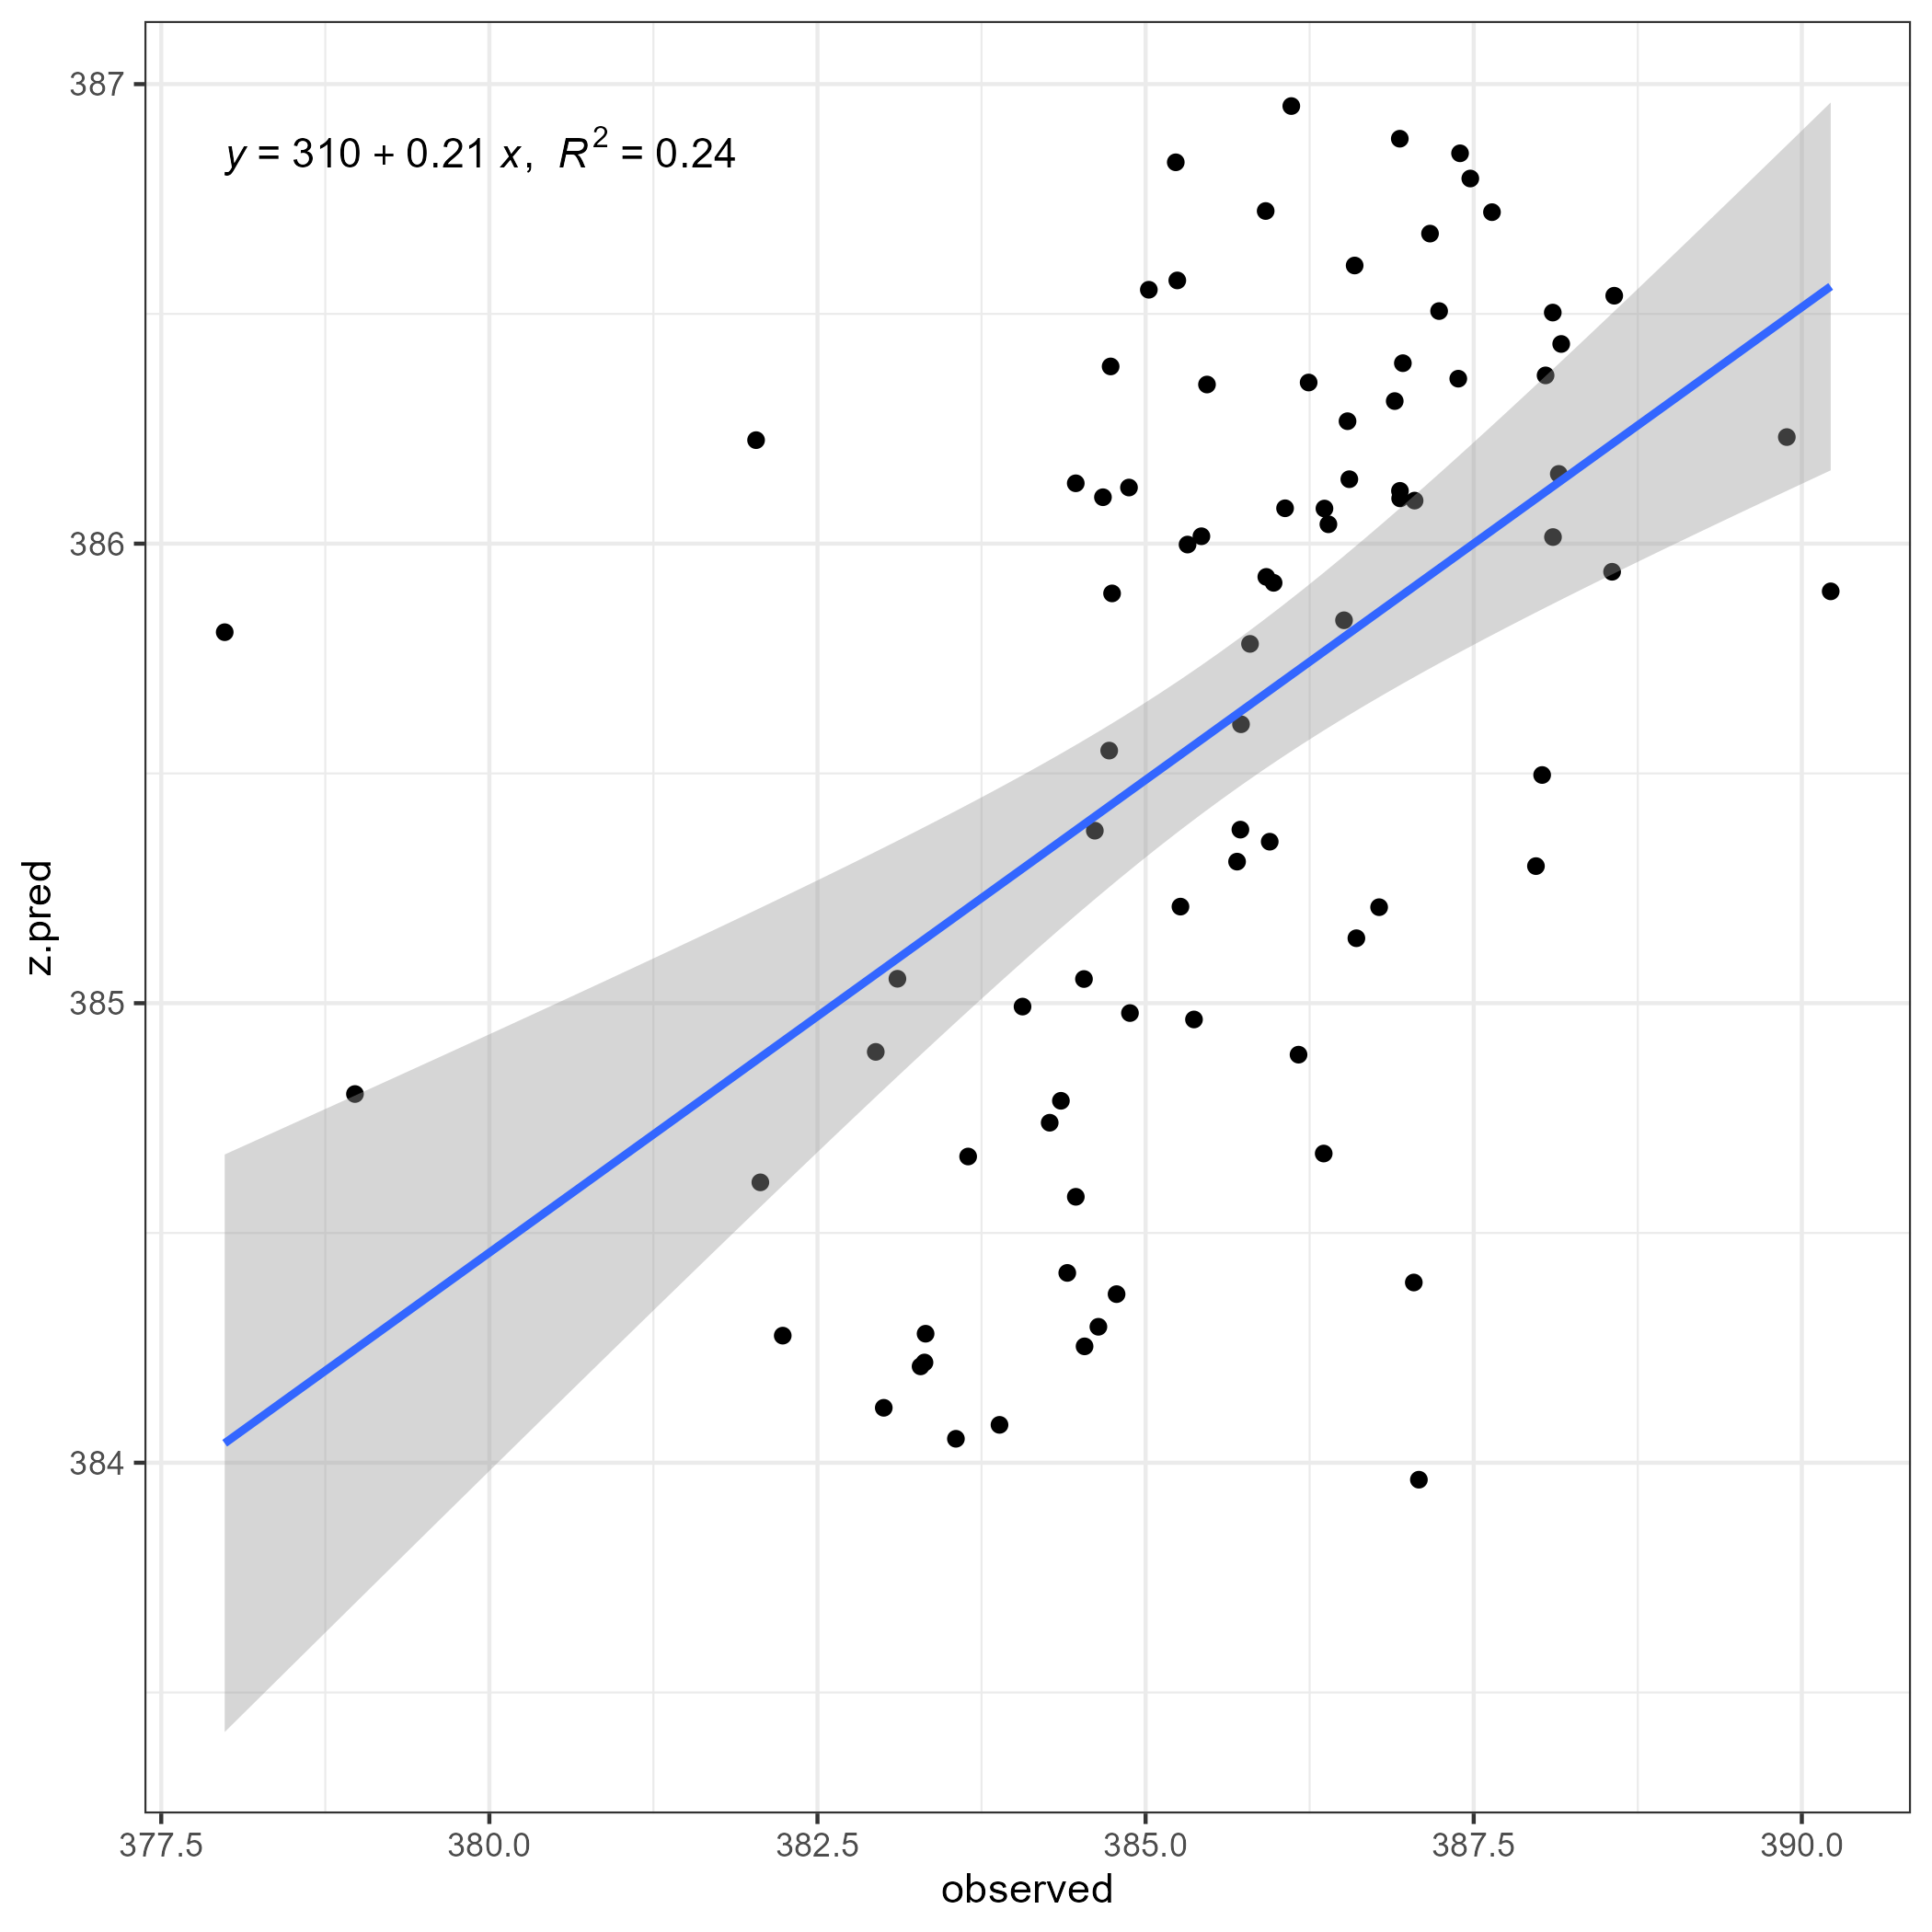 y = 310 + 0.21 x, R² = 0.24
387
386
385
384
z.pred
377.5 380.0 382.5 385.0 387.5 390.0
observed